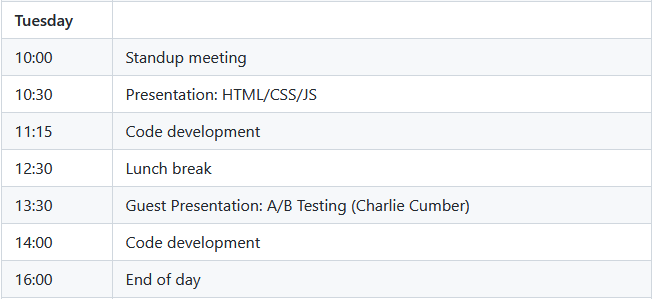 Tuesday
10:00 Standup meeting
10:30 Presentation: HTML/CSS/JS
11:15 Code development
12:30 Lunch break
13:30 Guest Presentation: A/B Testing (Charlie Cumber)
14:00 Code development
16:00 End of day